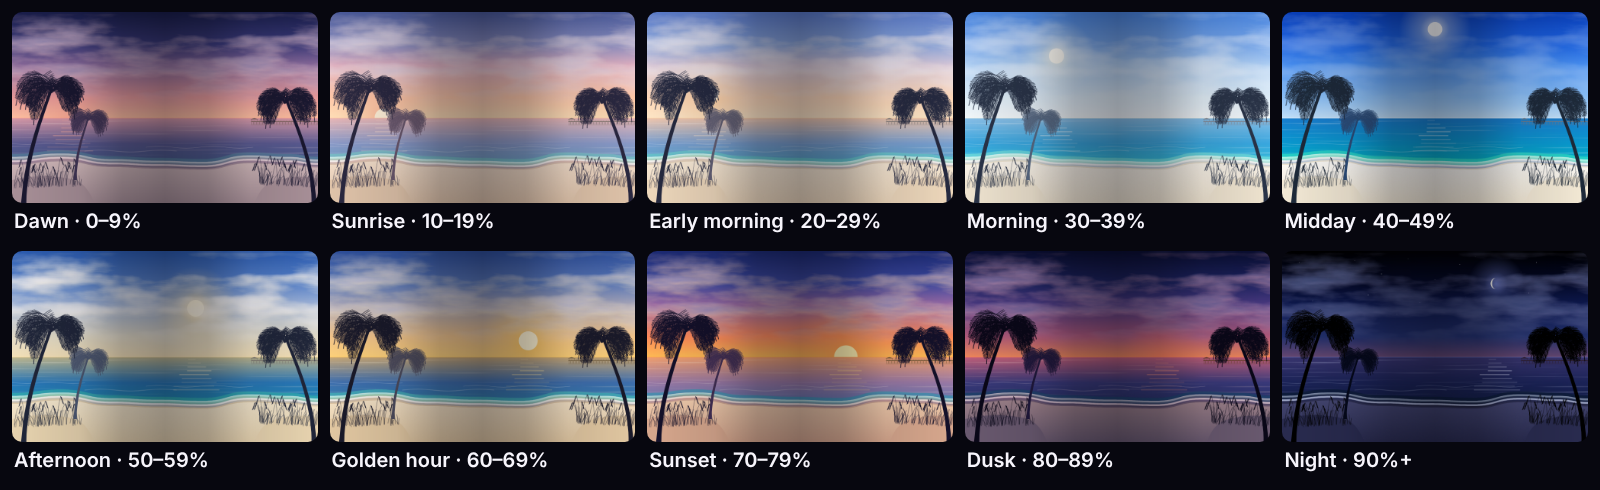 Dawn · 0–9%
Sunrise · 10–19%
Early morning · 20–29%
Morning · 30–39%
Midday · 40–49%
Afternoon · 50–59%
Golden hour · 60–69%
Sunset · 70–79%
Dusk · 80–89%
Night · 90%+